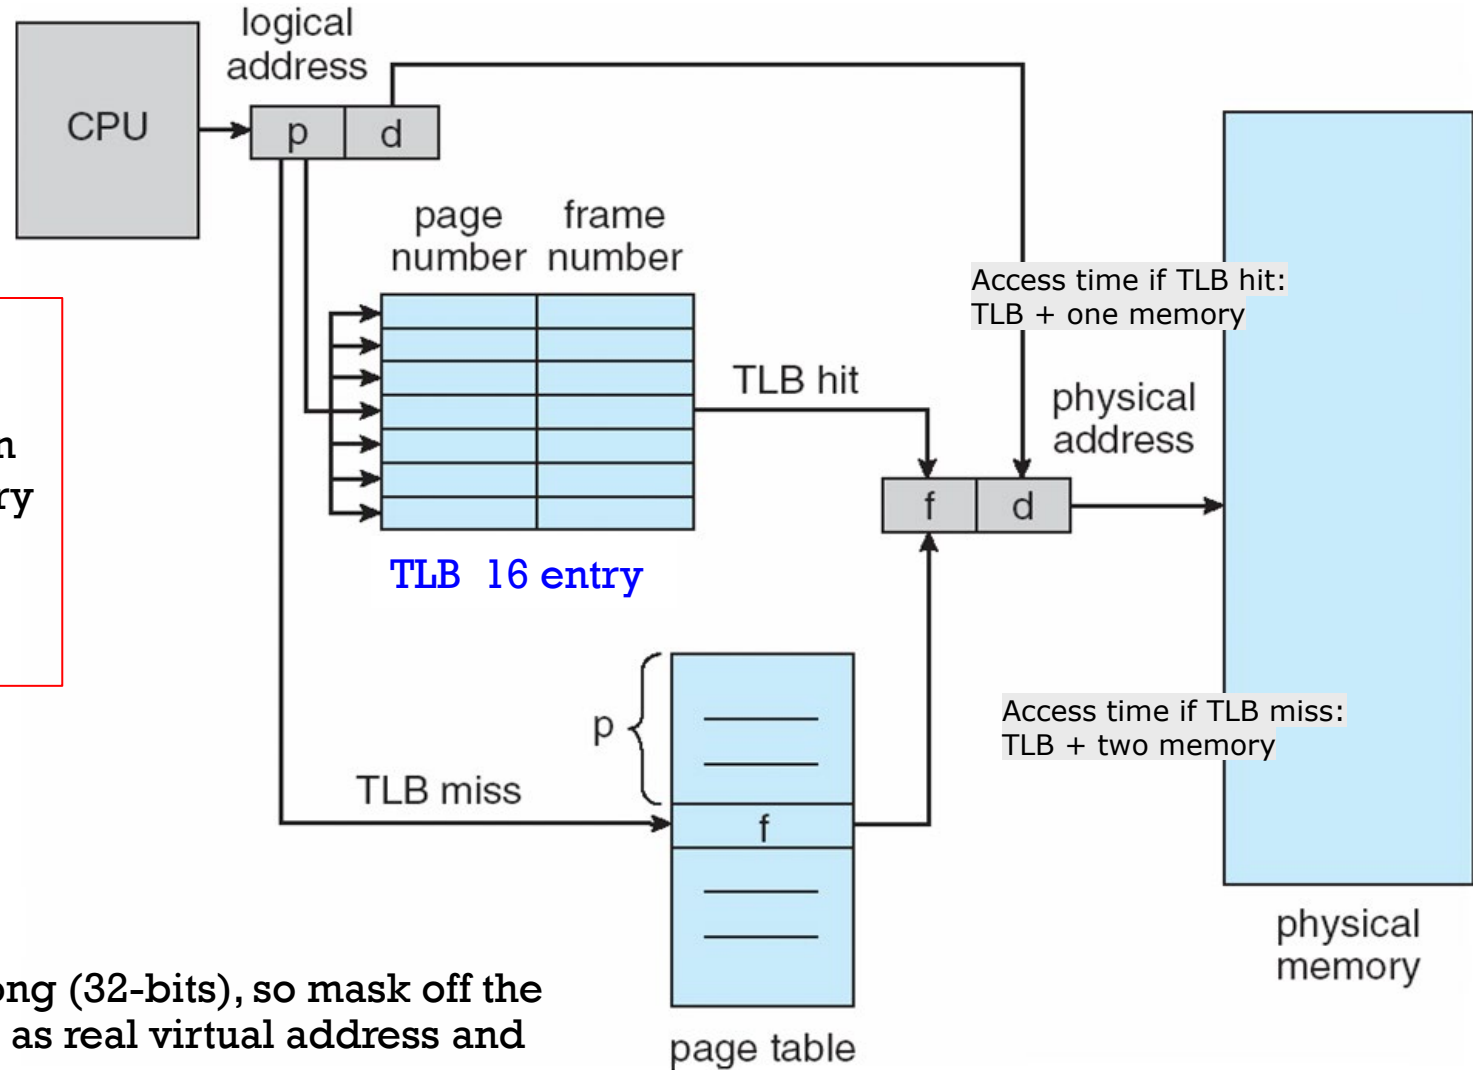 logical
address
CPU
p
d
page
number
frame
number
Access time if TLB hit:
TLB + one memory
TLB hit
physical
address
ry
f
d
TLB 16 entry
p
Access time if TLB miss:
TLB + two memory
TLB miss
f
physical
memory
(32-bits), so mask off the
as real virtual address and
page table